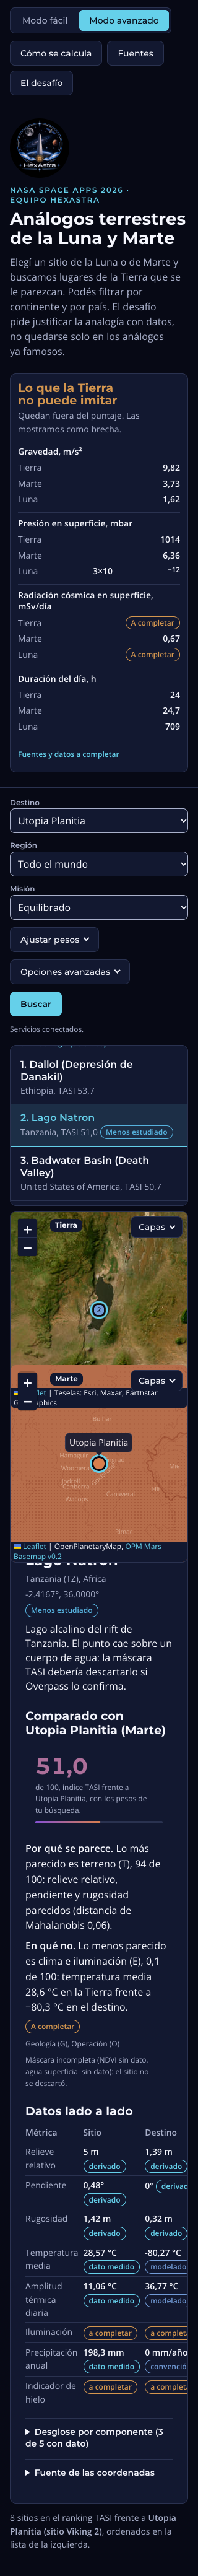 Modo fácil
Modo avanzado
Cómo se calcula
Fuentes
El desafío
HexAstra
NASA SPACE APPS 2026 ·
EQUIPO HEXASTRA
Análogos terrestres
de la Luna y Marte
Elegí un sitio de la Luna o de Marte y
buscamos lugares de la Tierra que se
le parezcan. Podés filtrar por
continente y por país. El desafío
pide justificar la analogía con datos,
no quedarse solo en los análogos
ya famosos.
Lo que la Tierra
no puede imitar
Quedan fuera del puntaje. Las
mostramos como brecha.
Gravedad, m/s²
Tierra 9,82
Marte 3,73
Luna 1,62
Presión en superficie, mbar
Tierra 1014
Marte 6,36
Luna 3×10 −12
Radiación cósmica en superficie,
mSv/día
Tierra A completar
Marte 0,67
Luna A completar
Duración del día, h
Tierra 24
Marte 24,7
Luna 709
Fuentes y datos a completar
Destino
Utopia Planitia
Región
Todo el mundo
Misión
Equilibrado
Ajustar pesos
Opciones avanzadas
Buscar
Servicios conectados.
1. Dallol (Depresión de
Danakil)
Ethiopia, TASI 53,7
2. Lago Natron
Tanzania, TASI 51,0 Menos estudiado
3. Badwater Basin (Death
Valley)
United States of America, TASI 50,7
+
−
Tierra
Capas
2
+
−
Marte
Capas
| Teselas: Esri, Maxar, Earthstar
Utopia Planitia
Leaflet | OpenPlanetaryMap, OPM Mars
Basemap v0.2
Lago Natron
Tanzania (TZ), Africa
-2.4167°, 36.0000°
Menos estudiado
Lago alcalino del rift de
Tanzania. El punto cae sobre un
cuerpo de agua: la máscara
TASI debería descartarlo si
Overpass lo confirma.
Comparado con
Utopia Planitia (Marte)
51,0
de 100, índice TASI frente a
Utopia Planitia, con los pesos de
tu búsqueda.
Por qué se parece. Lo más
parecido es terreno (T), 94 de
100: relieve relativo,
pendiente y rugosidad
parecidos (distancia de
Mahalanobis 0,06).
En qué no. Lo menos parecido
es clima e iluminación (E), 0,1
de 100: temperatura media
28,6 °C en la Tierra frente a
−80,3 °C en el destino.
A completar
Geología (G), Operación (O)
Máscara incompleta (NDVI sin dato,
agua superficial sin dato): el sitio no
se descartó.
Datos lado a lado
Métrica Sitio Destino
Relieve relativo 5 m derivado 1,39 m derivado
Pendiente 0,48° derivado 0°
Rugosidad 1,42 m derivado 0,32 m derivado
Temperatura media 28,57 °C dato medido -80,27 °C modelado
Amplitud térmica diaria 11,06 °C dato medido 36,77 °C modelado
Iluminación a completar
Precipitación anual 198,3 mm dato medido 0 mm/año
Indicador de hielo a completar
Desglose por componente (3
de 5 con dato)
Fuente de las coordenadas
8 sitios en el ranking TASI frente a Utopia
Planitia (sitio Viking 2), ordenados en la
lista de la izquierda.